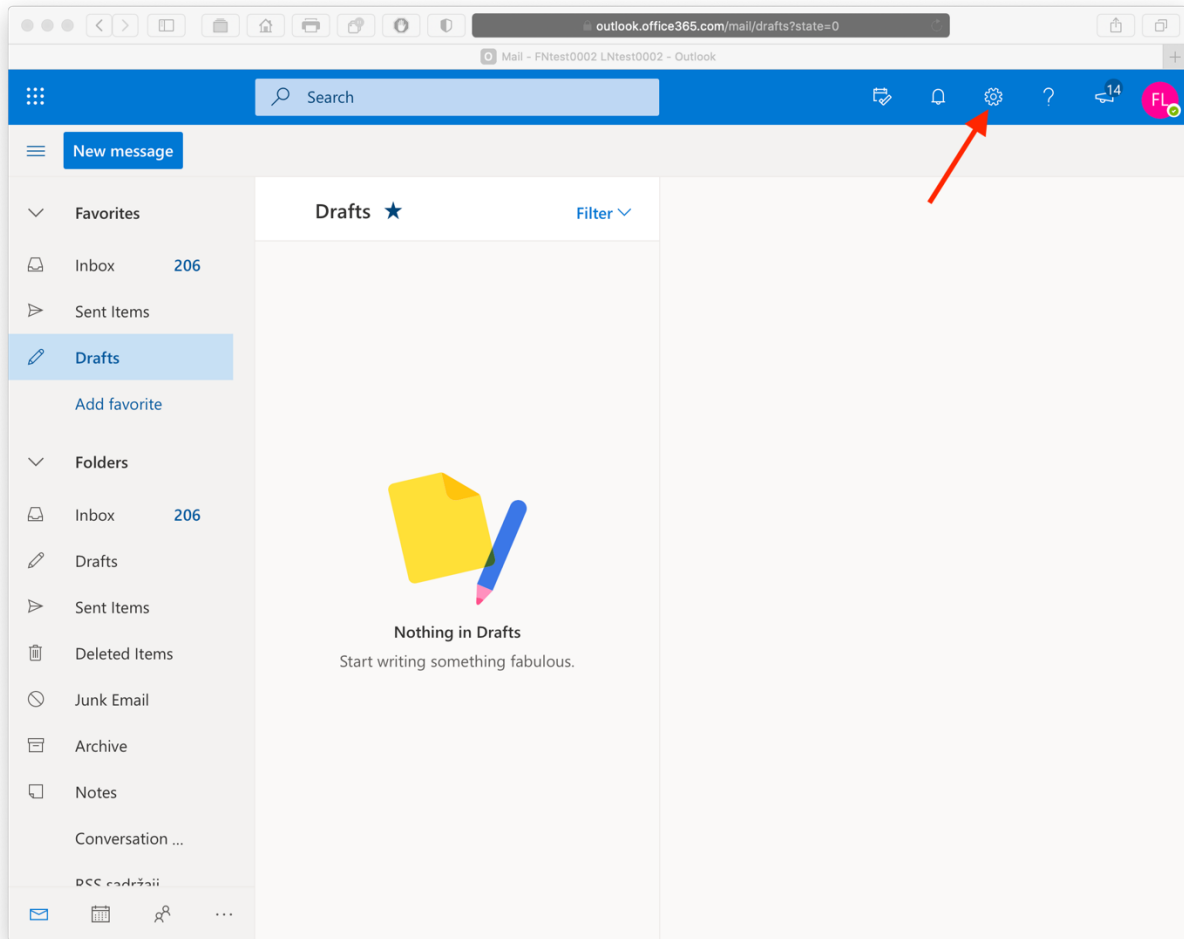 outlook.office365.com/mail/drafts?state=0
Mail - FNtest0002 LNtest0002 - Outlook
Search
14
FL
New message
Favorites
Drafts
Filter
Inbox 206
Sent Items
Drafts
Add favorite
Folders
Inbox 206
Drafts
Sent Items
Deleted Items
Junk Email
Archive
Notes
Conversation ...
RSS sadržaji
Nothing in Drafts
Start writing something fabulous.